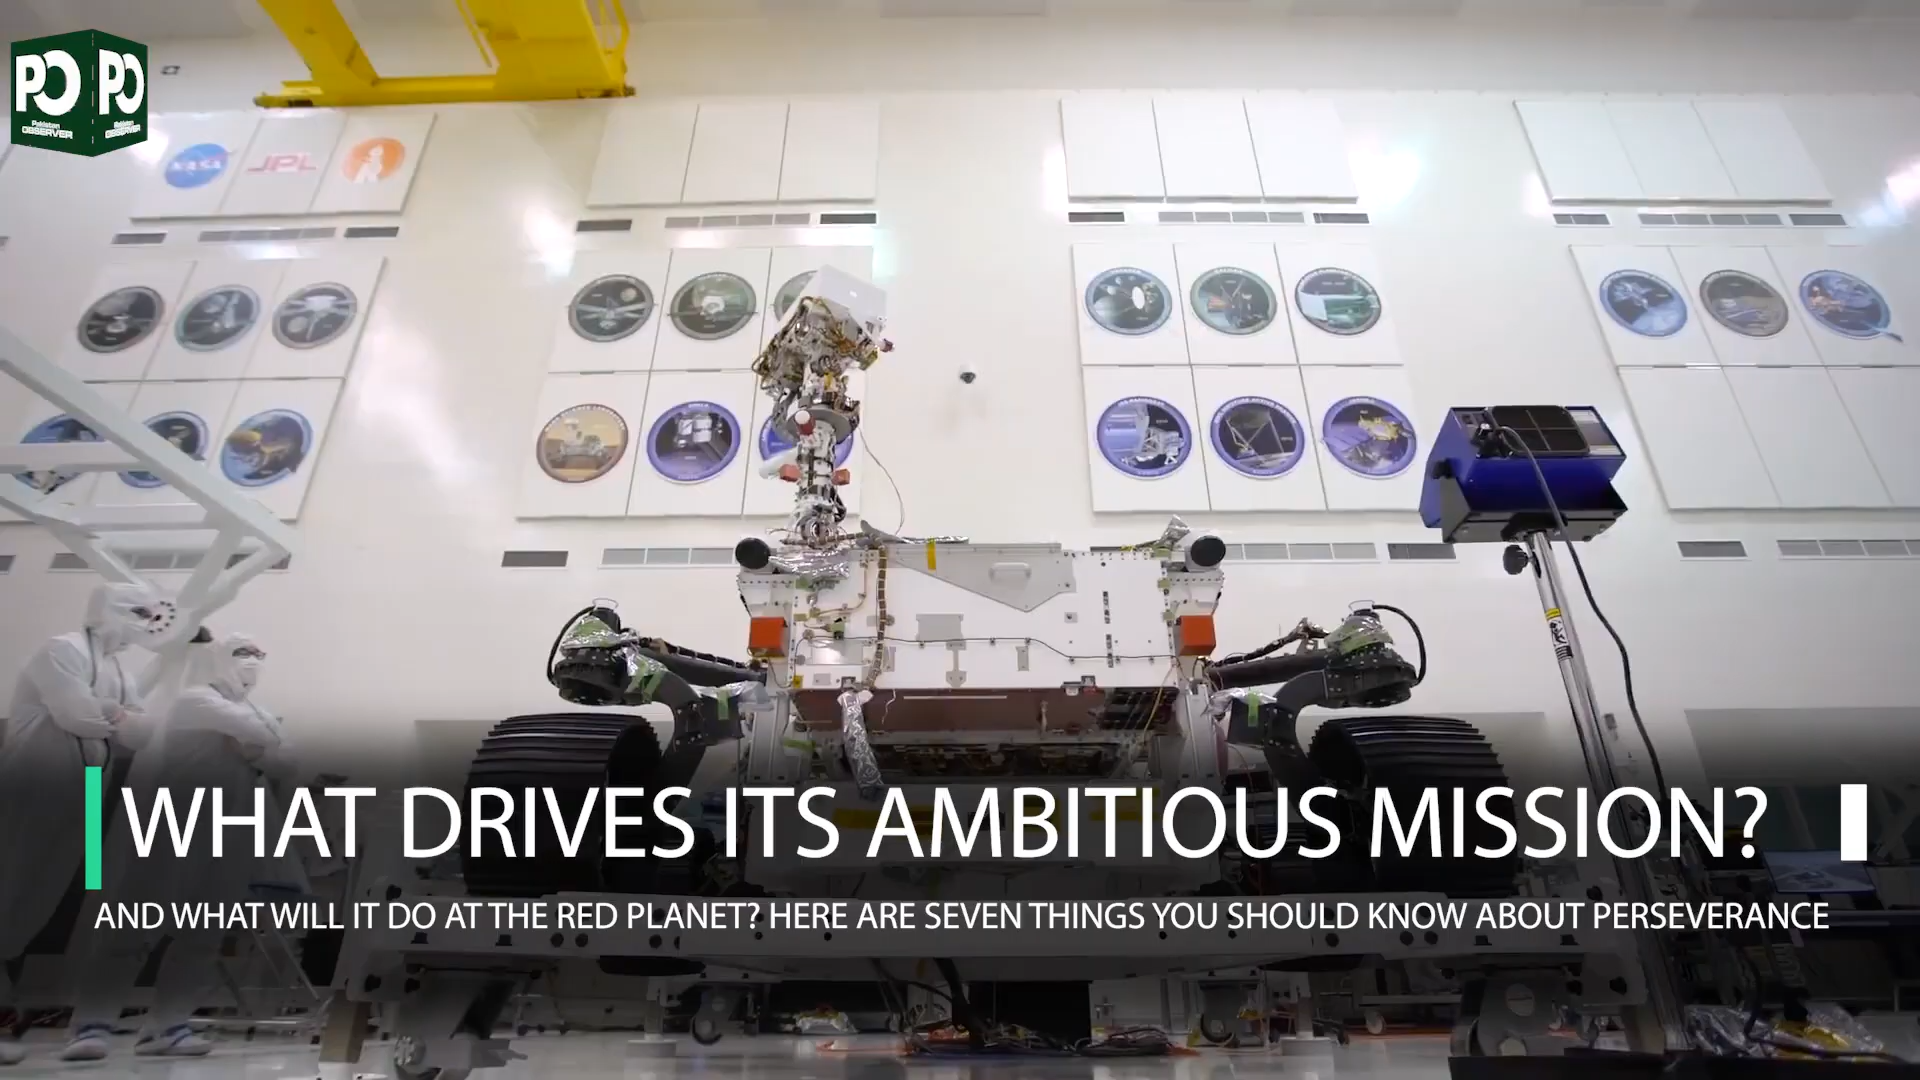 PO PO
Pakistan OBSERVER
Pakistan OBSERVER
NASA
JPL
WHAT DRIVES ITS AMBITIOUS MISSION?
AND WHAT WILL IT DO AT THE RED PLANET? HERE ARE SEVEN THINGS YOU SHOULD KNOW ABOUT PERSEVERANCE